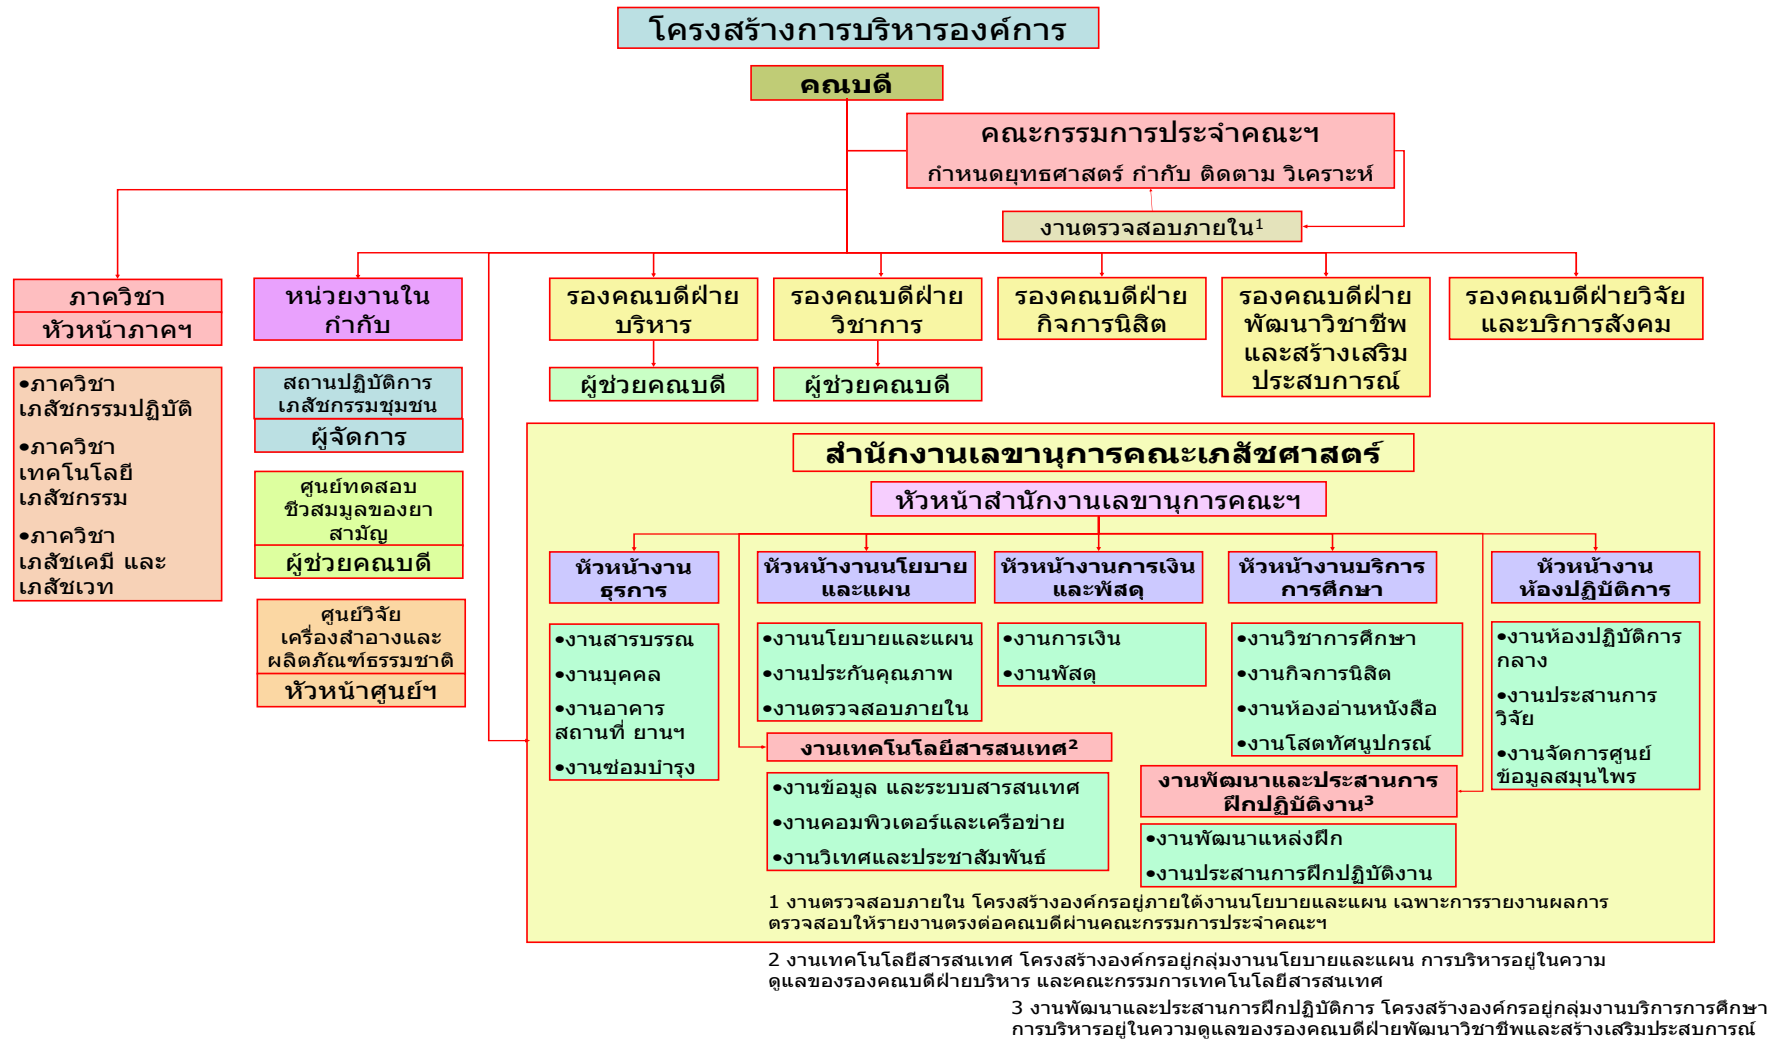 โครงสร้างการบริหารองค์การ
คณบดี
คณะกรรมการประจำคณะฯ
กำหนดยุทธศาสตร์ กำกับ ติดตาม วิเคราะห์
งานตรวจสอบภายใน1
ภาควิชา
หัวหน้าภาคฯ
•ภาควิชา
เภสัชกรรมปฏิบัติ
•ภาควิชา
เทคโนโลยี
เภสัชกรรม
•ภาควิชา
เภสัชเคมี และ
เภสัชเวท
หน่วยงานใน
กำกับ
สถานปฏิบัติการ
เภสัชกรรมชุมชน
ผู้จัดการ
ศูนย์ทดสอบ
ชีวสมมูลของยา
สามัญ
ผู้ช่วยคณบดี
ศูนย์วิจัย
เครื่องสำอางและ
ผลิตภัณฑ์ธรรมชาติ
หัวหน้าศูนย์ฯ
รองคณบดีฝ่าย
บริหาร
ผู้ช่วยคณบดี
รองคณบดีฝ่าย
วิชาการ
ผู้ช่วยคณบดี
รองคณบดีฝ่าย
กิจการนิสิต
รองคณบดีฝ่าย
พัฒนาวิชาชีพ
และสร้างเสริม
ประสบการณ์
รองคณบดีฝ่ายวิจัย
และบริการสังคม
สำนักงานเลขานุการคณะเภสัชศาสตร์
หัวหน้าสำนักงานเลขานุการคณะฯ
หัวหน้างาน
ธุรการ
•งานสารบรรณ
•งานบุคคล
•งานอาคาร
สถานที่ ยานฯ
•งานซ่อมบำรุง
หัวหน้างานนโยบาย
และแผน
•งานนโยบายและแผน
•งานประกันคุณภาพ
•งานตรวจสอบภายใน
หัวหน้างานการเงิน
และพัสดุ
•งานการเงิน
•งานพัสดุ
หัวหน้างานบริการ
การศึกษา
•งานวิชาการศึกษา
•งานกิจการนิสิต
•งานห้องอ่านหนังสือ
•งานโสตทัศนูปกรณ์
หัวหน้างาน
ห้องปฏิบัติการ
•งานห้องปฏิบัติการ
กลาง
•งานประสานการ
วิจัย
•งานจัดการศูนย์
ข้อมูลสมุนไพร
งานเทคโนโลยีสารสนเทศ2
•งานข้อมูล และระบบสารสนเทศ
•งานคอมพิวเตอร์และเครือข่าย
•งานวิเทศและประชาสัมพันธ์
งานพัฒนาและประสานการ
ฝึกปฏิบัติงาน3
•งานพัฒนาแหล่งฝึก
•งานประสานการฝึกปฏิบัติงาน
1 งานตรวจสอบภายใน โครงสร้างองค์กรอยู่ภายใต้งานนโยบายและแผน เฉพาะการรายงานผลการ
ตรวจสอบให้รายงานตรงต่อคณบดีผ่านคณะกรรมการประจำคณะฯ
2 งานเทคโนโลยีสารสนเทศ โครงสร้างองค์กรอยู่กลุ่มงานนโยบายและแผน การบริหารอยู่ในความ
ดูแลของรองคณบดีฝ่ายบริหาร และคณะกรรมการเทคโนโลยีสารสนเทศ
3 งานพัฒนาและประสานการฝึกปฏิบัติการ โครงสร้างองค์กรอยู่กลุ่มงานบริการการศึกษา
การบริหารอยู่ในความดูแลของรองคณบดีฝ่ายพัฒนาวิชาชีพและสร้างเสริมประสบการณ์